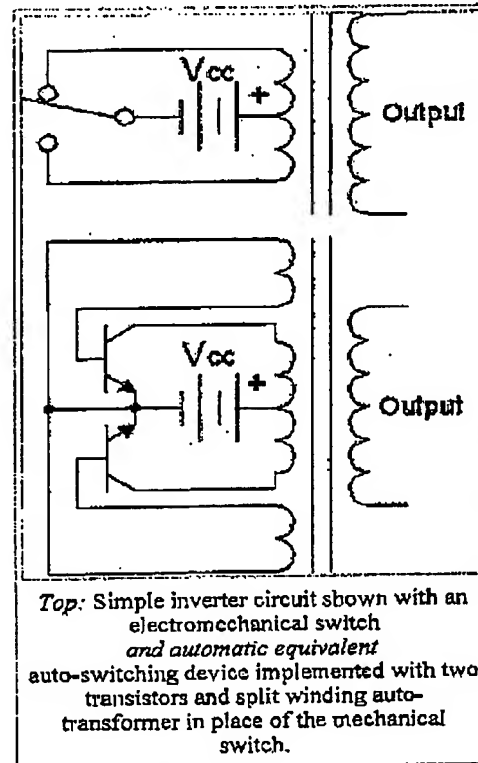 Vcc
+
Output
Vcc
+
Output
Top: Simple inverter circuit shown with an
electromechanical switch
and automatic equivalent
auto-switching device implemented with two
transistors and split winding auto-
transformer in place of the mechanical
switch.